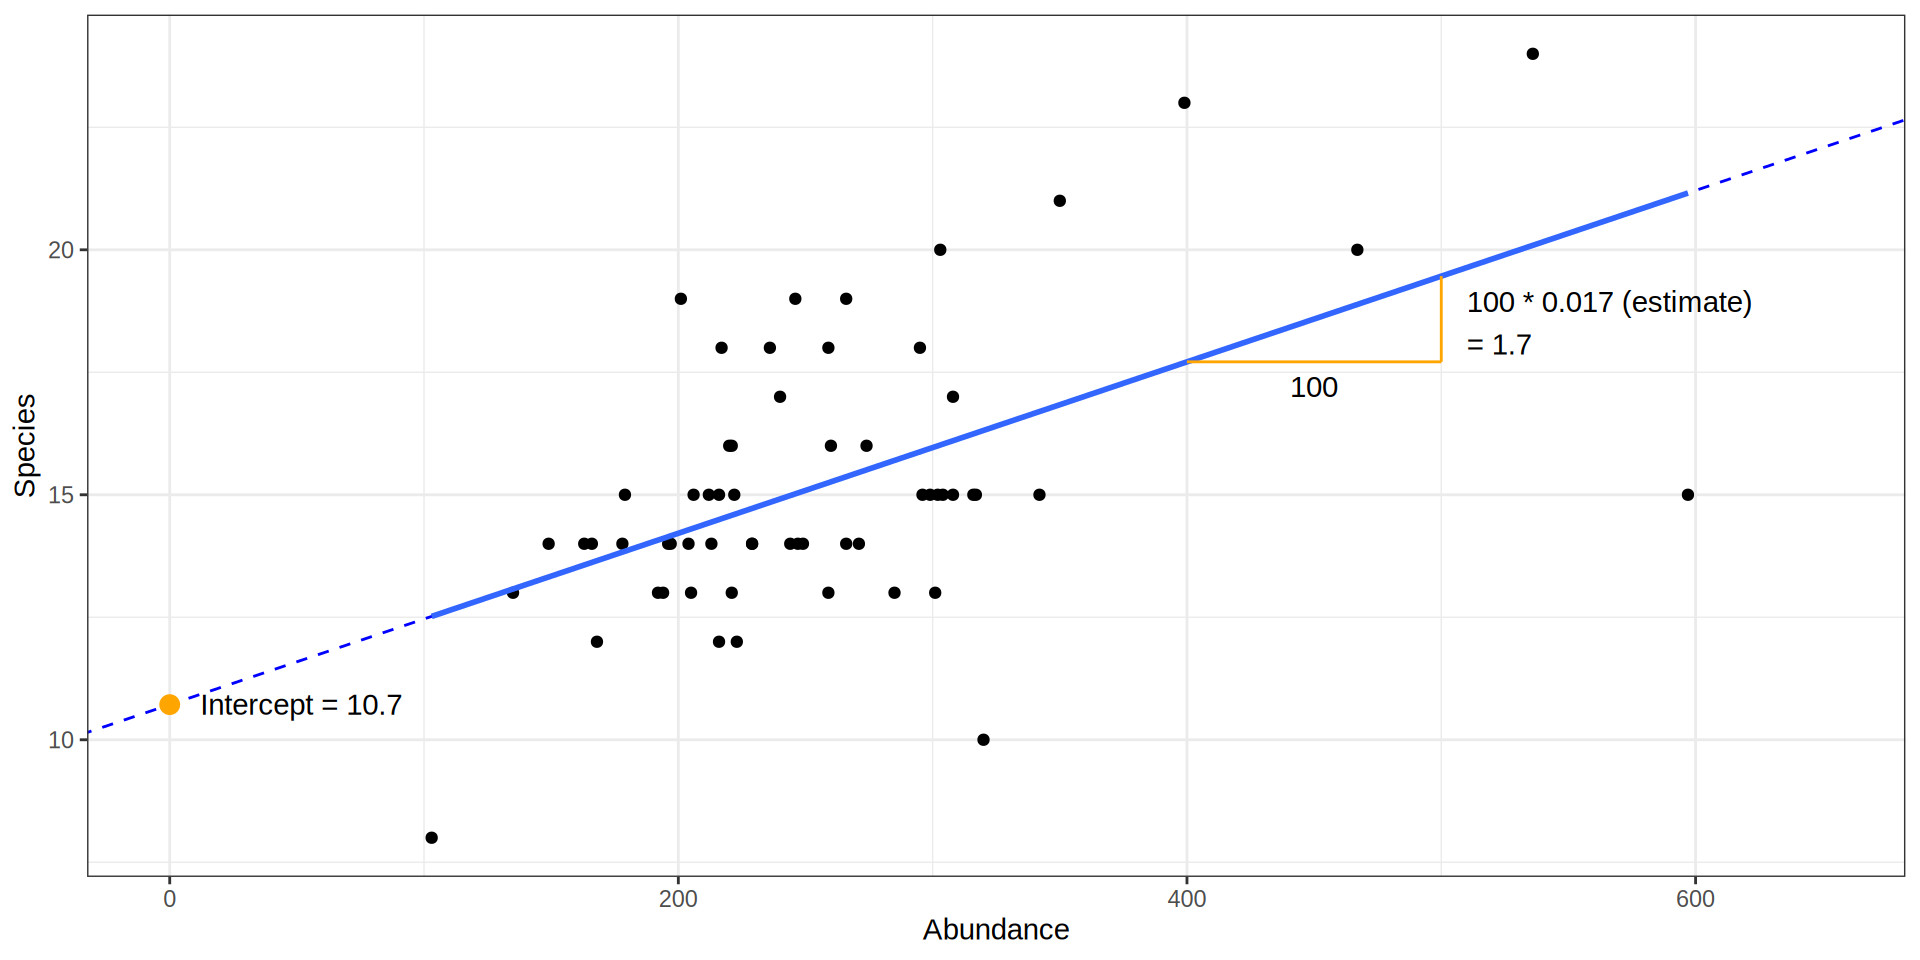 20
15
10
Species
100 * 0.017 (estimate)
= 1.7
100
Intercept = 10.7
0
200
400
600
Abundance